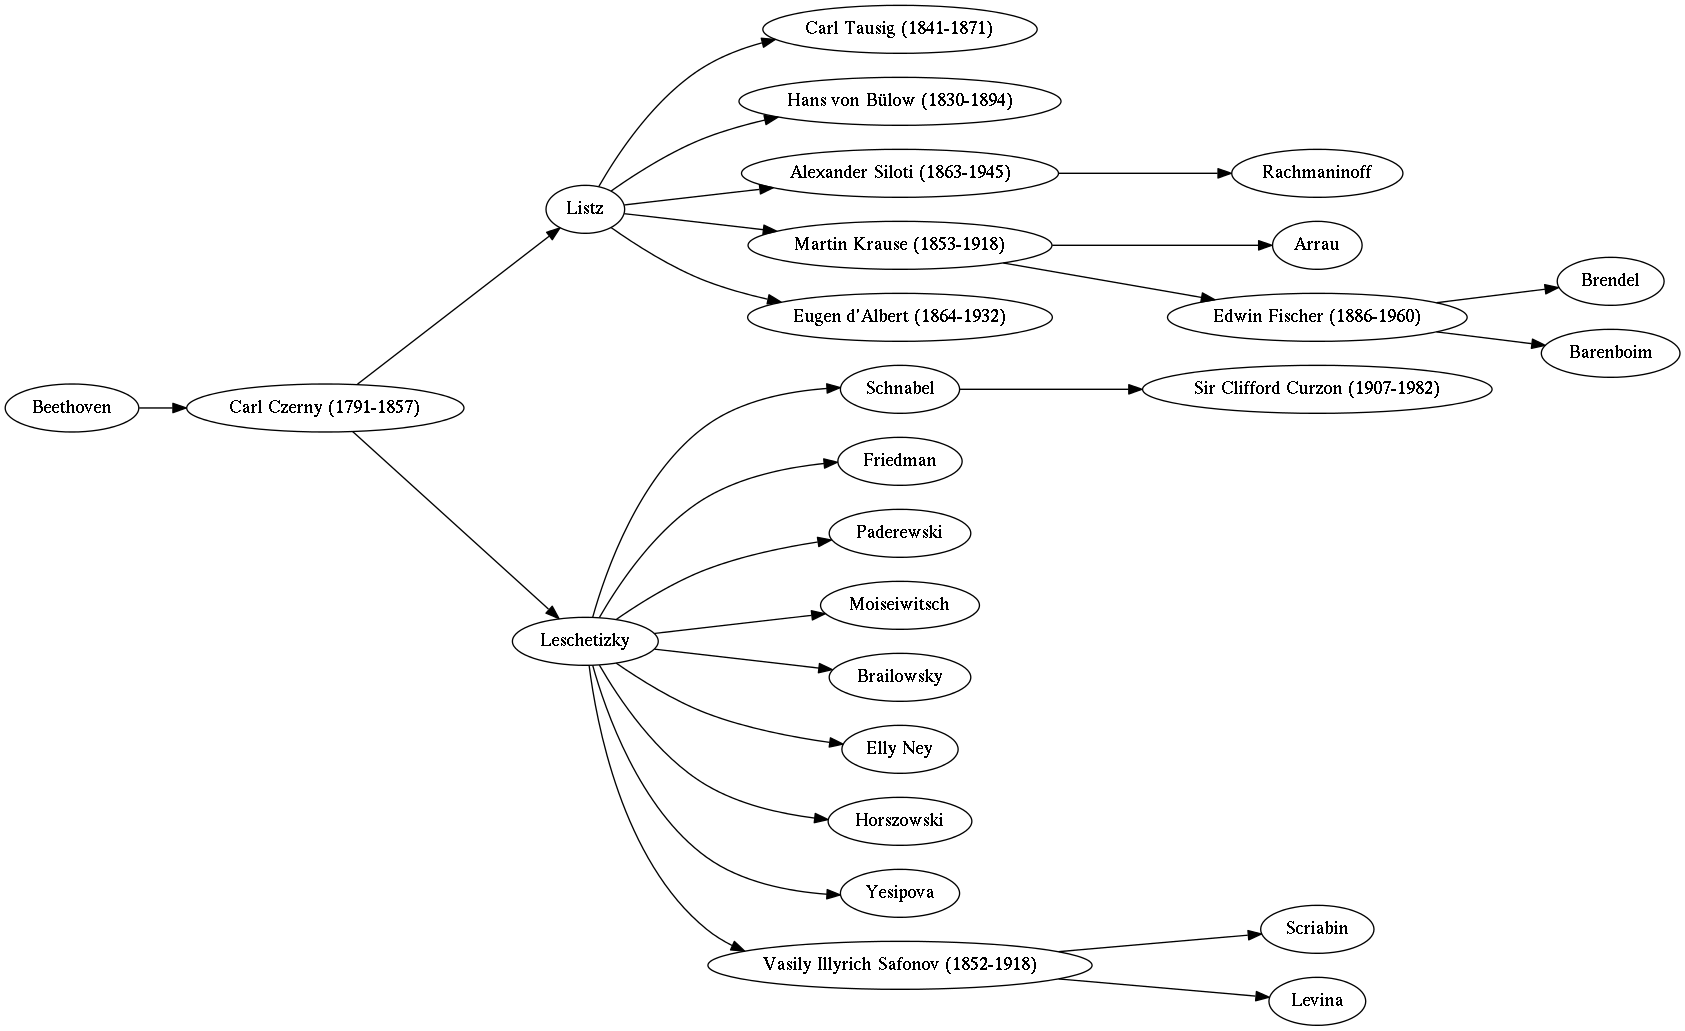 Carl Tausig (1841-1871)
Hans von Bülow (1830-1894)
Alexander Siloti (1863-1945)
Rachmaninoff
Listz
Martin Krause (1853-1918)
Arrau
Brendel
Eugen d'Albert (1864-1932)
Edwin Fischer (1886-1960)
Barenboim
Schnabel
Sir Clifford Curzon (1907-1982)
Beethoven
Carl Czerny (1791-1857)
Friedman
Paderewski
Moiseiwitsch
Leschetizky
Brailowsky
Elly Ney
Horszowski
Yesipova
Scriabin
Vasily Illyrich Safonov (1852-1918)
Levina